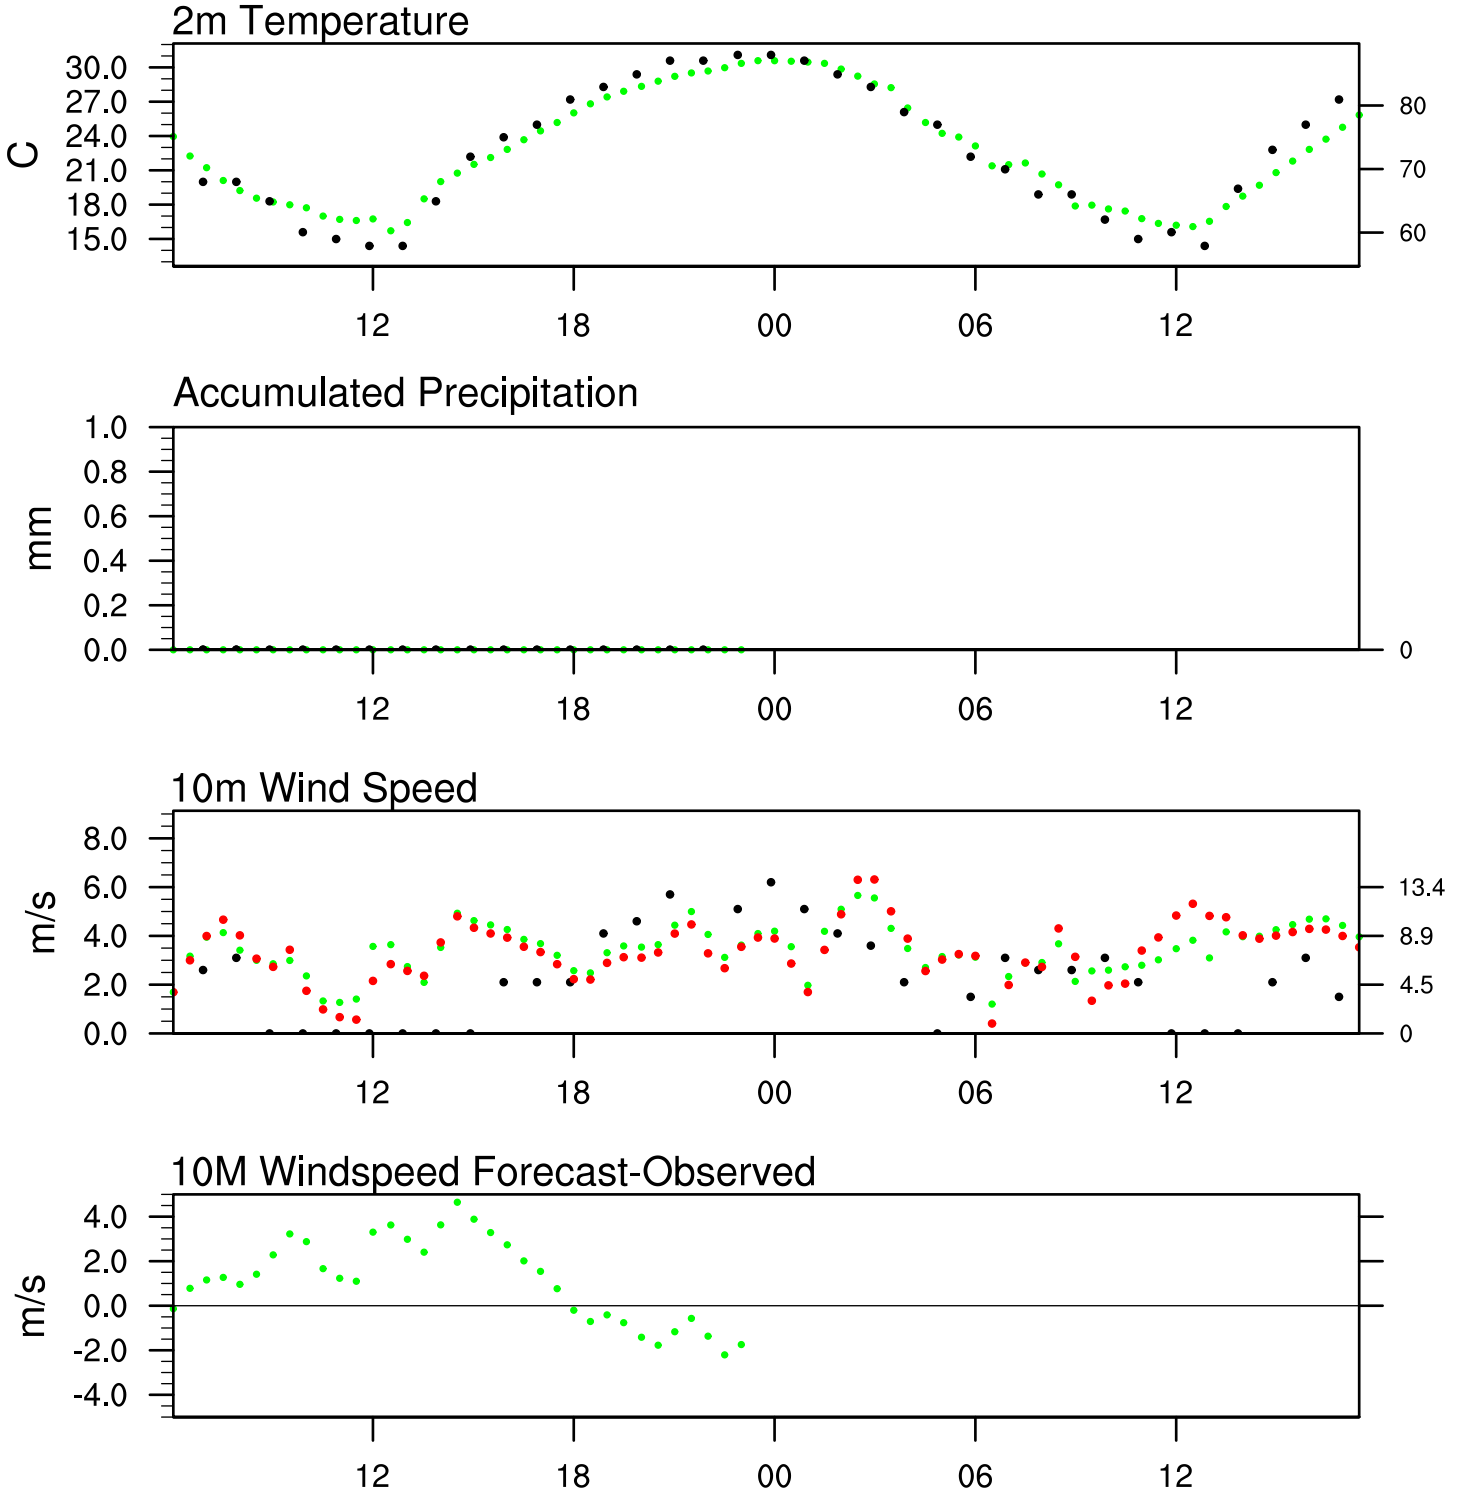 2m Temperature
30.0
27.0
24.0
21.0
18.0
15.0
C
80
70
60
12 18 00 06 12
Accumulated Precipitation
1.0
0.8
0.6
0.4
0.2
0.0
mm
0
12 18 00 06 12
10m Wind Speed
8.0
6.0
4.0
2.0
0.0
m/s
13.4
8.9
4.5
0
12 18 00 06 12
10M Windspeed Forecast-Observed
4.0
2.0
0.0
-2.0
-4.0
m/s
12 18 00 06 12